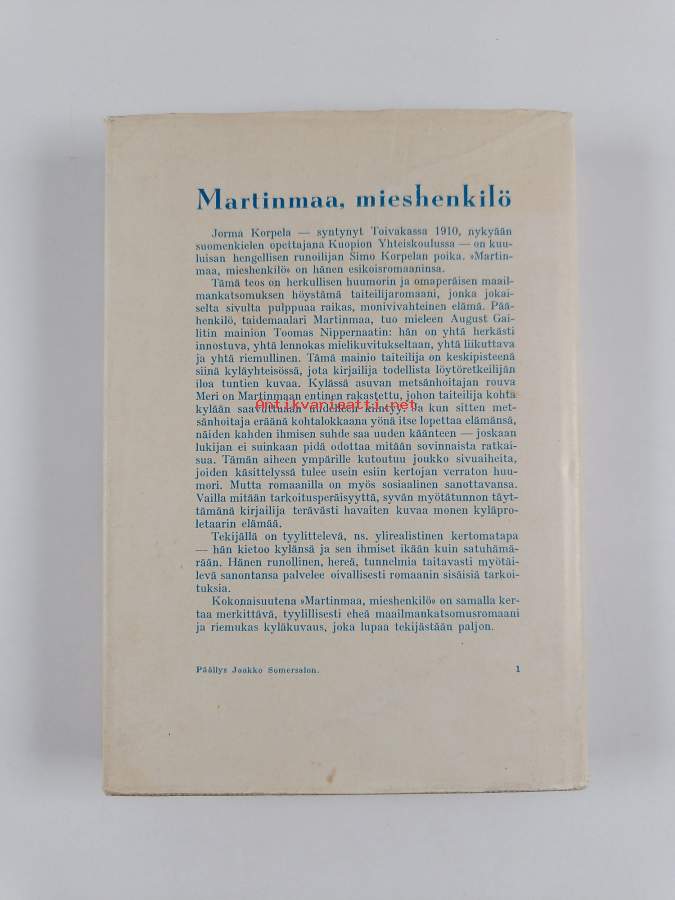 Martinmaa, mieshenkilö
Jorma Korpela — syntynyt Toivakassa 1910, nykyään
suomenkielen opettajana Kuopion Yhteiskoulussa — on kuu-
luisan hengellisen runoilijan Simo Korpelan poika. »Martin-
maa, mieshenkilö» on hänen esikoisromaaninsa.
Tämä teos on herkullisen huumorin ja omaperäisen maail-
mankatsomuksen höystämä taiteilijaromaani, jonka jokai-
selta sivulta pulppuaa raikas, monivivahteinen elämä. Pää-
henkilö, taidemaalari Martinmaa, tuo mieleen August Gai-
litin mainion Toomas Nippernaatin: hän on yhtä herkästi
innostuva, yhtä lennokas mielikuvitukseltaan, yhtä liikuttava
ja yhtä riemullinen. Tämä mainio taiteilija on keskipisteenä
siinä kyläyhteisössä, jota kirjailija todellista löytöretkeilijän
iloa tuntien kuvaa. Kylässä asuvan metsänhoitajan rouva
Meri on Martinmaan entinen rakastettu, johon taiteilija kohta
kylään saavuttuaan uudelleen kiintyy. Ja kun sitten met-
Antikvariaatti.net
sänhoitaja eräänä kohtalokkaana yönä itse lopettaa elämänsä,
näiden kahden ihmisen suhde saa uuden käänteen — joskaan
lukijan ei suinkaan pidä odottaa mitään sovinnaista ratkai-
sua. Tämän aiheen ympärille kutoutuu joukko sivuaiheita,
joiden käsittelyssä tulee usein esiin kertojan verraton huu-
mori. Mutta romaanilla on myös sosiaalinen sanottavansa.
Vailla mitään tarkoitusperäisyyttä, syvän myötätunnon täyt-
tämänä kirjailija terävästi havaiten kuvaa monen kyläpro-
letaarin elämää.
Tekijällä on tyylittelevä, ns. ylirealistinen kertomatapa
— hän kietoo kylänsä ja sen ihmiset ikään kuin satuhämä-
rään. Hänen runollinen, hereä, tunnelmia taitavasti myötäi-
levä sanontansa palvelee oivallisesti romaanin sisäisiä tarkoi-
tuksia.
Kokonaisuutena »Martinmaa, mieshenkilö» on samalla ker-
taa merkittävä, tyylillisesti eheä maailmankatsomusromaani
ja riemukas kyläkuvaus, joka lupaa tekijästään paljon.
Päällys Jaakko Somersalon. 1